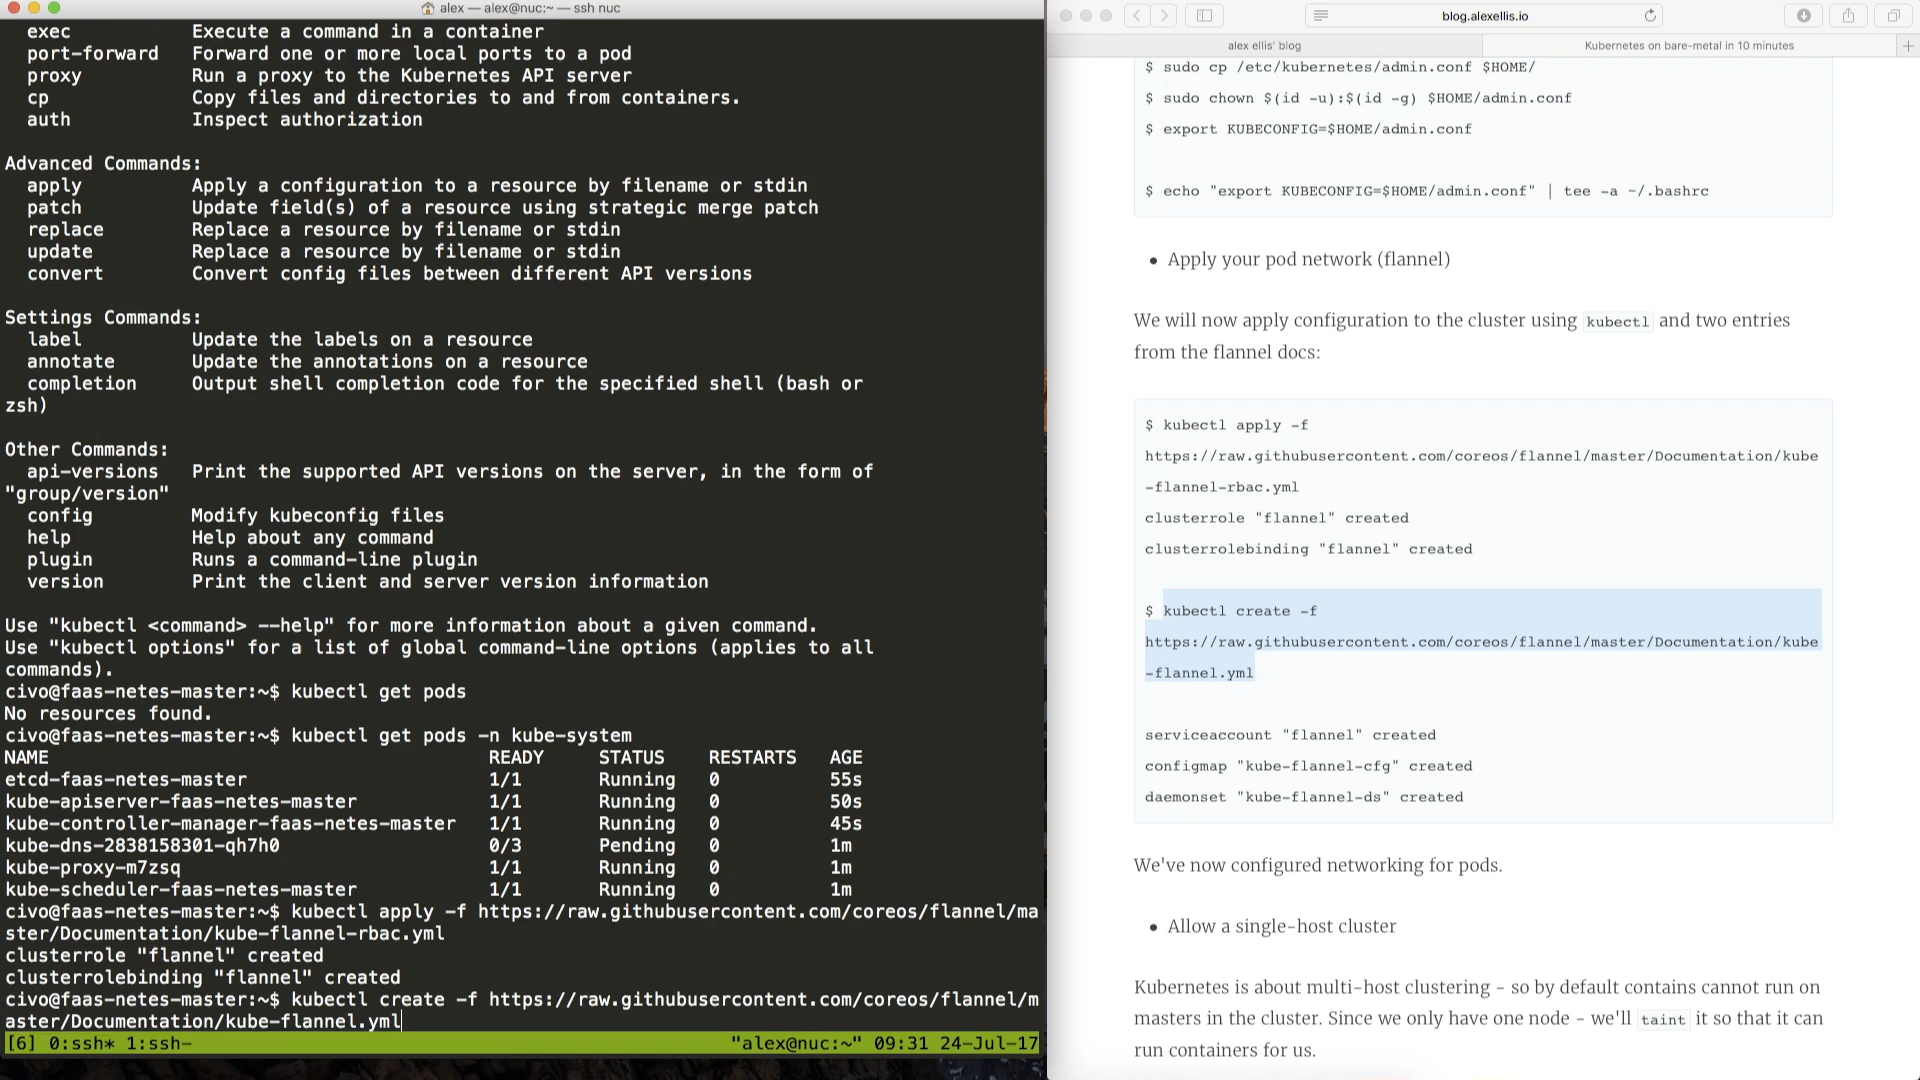 alex — alex@nuc:~ — ssh nuc
exec Execute a command in a container
port-forward Forward one or more local ports to a pod
proxy Run a proxy to the Kubernetes API server
cp Copy files and directories to and from containers.
auth Inspect authorization
Advanced Commands:
apply Apply a configuration to a resource by filename or stdin
patch Update field(s) of a resource using strategic merge patch
replace Replace a resource by filename or stdin
update Replace a resource by filename or stdin
convert Convert config files between different API versions
Settings Commands:
label Update the labels on a resource
annotate Update the annotations on a resource
completion Output shell completion code for the specified shell (bash or
zsh)
Other Commands:
api-versions Print the supported API versions on the server, in the form of
"group/version"
config Modify kubeconfig files
help Help about any command
plugin Runs a command-line plugin
version Print the client and server version information
Use "kubectl <command> --help" for more information about a given command.
Use "kubectl options" for a list of global command-line options (applies to all
commands).
civo@faas-netes-master:~$ kubectl get pods
No resources found.
civo@faas-netes-master:~$ kubectl get pods -n kube-system
NAME READY STATUS RESTARTS AGE
etcd-faas-netes-master 1/1 Running 0 55s
kube-apiserver-faas-netes-master 1/1 Running 0 50s
kube-controller-manager-faas-netes-master 1/1 Running 0 45s
kube-dns-2838158301-qh7h0 0/3 Pending 0 1m
kube-proxy-m7zsq 1/1 Running 0 1m
kube-scheduler-faas-netes-master 1/1 Running 0 1m
civo@faas-netes-master:~$ kubectl apply -f https://raw.githubusercontent.com/coreos/flannel/ma
ster/Documentation/kube-flannel-rbac.yml
clusterrole "flannel" created
clusterrolebinding "flannel" created
civo@faas-netes-master:~$ kubectl create -f https://raw.githubusercontent.com/coreos/flannel/m
aster/Documentation/kube-flannel.yml
[6] 0:ssh* 1:ssh- "alex@nuc:~" 09:31 24-Jul-17
blog.alexellis.io
alex ellis' blog
Kubernetes on bare-metal in 10 minutes
$ sudo cp /etc/kubernetes/admin.conf $HOME/
$ sudo chown $(id -u):$(id -g) $HOME/admin.conf
$ export KUBECONFIG=$HOME/admin.conf
$ echo "export KUBECONFIG=$HOME/admin.conf" | tee -a ~/.bashrc
• Apply your pod network (flannel)
We will now apply configuration to the cluster using kubectl and two entries
from the flannel docs:
$ kubectl apply -f
https://raw.githubusercontent.com/coreos/flannel/master/Documentation/kube
-flannel-rbac.yml
clusterrole "flannel" created
clusterrolebinding "flannel" created
$ kubectl create -f
https://raw.githubusercontent.com/coreos/flannel/master/Documentation/kube
-flannel.yml
serviceaccount "flannel" created
configmap "kube-flannel-cfg" created
daemonset "kube-flannel-ds" created
We've now configured networking for pods.
• Allow a single-host cluster
Kubernetes is about multi-host clustering - so by default contains cannot run on
masters in the cluster. Since we only have one node - we'll taint it so that it can
run containers for us.